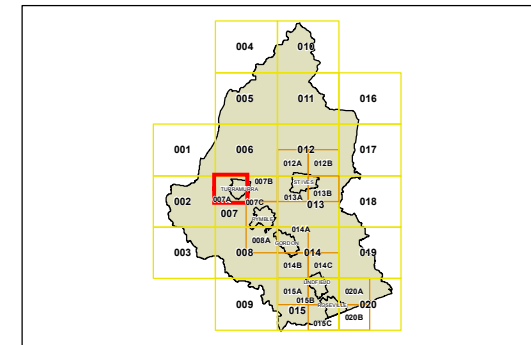 004 010
005 011 016
001 006 012 017
012A 012B
007B STIVES
TURRAMURRA
002 007A 007C 013A 013B 018
007 PYMBLE 013
014A
008A GORDON
003 008 014 019
014B 014C
LINDFIELD
015A 020A
009 015B ROSEVILLE 020
015 020B
015C